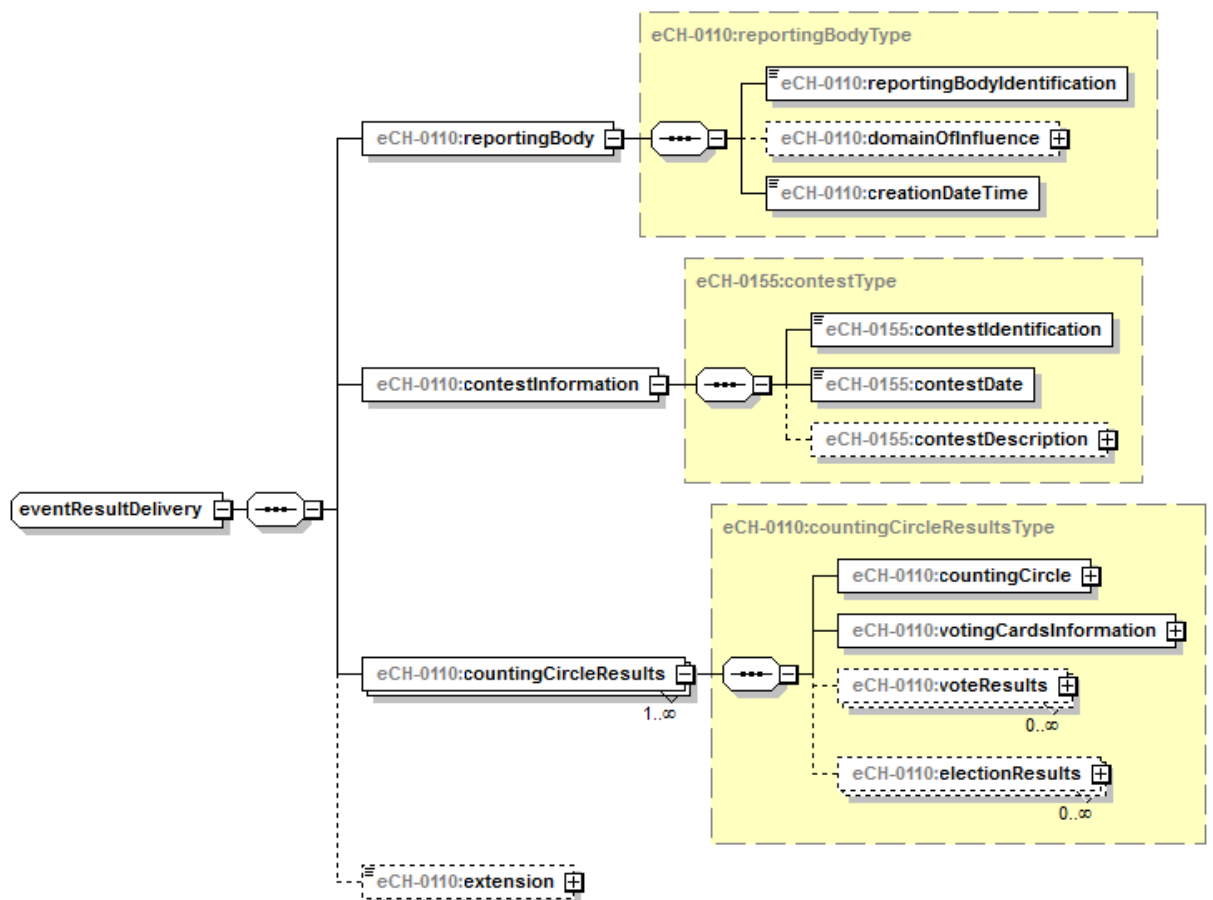 eCH-0110:reportingBodyType
eCH-0110:reportingBodyIdentification
eCH-0110:reportingBody
eCH-0110:domainOfInfluence
eCH-0110:creationDateTime
eCH-0155:contestType
eCH-0155:contestIdentification
eCH-0110:contestInformation
eCH-0155:contestDate
eCH-0155:contestDescription
eventResultDelivery
eCH-0110:countingCircleResultsType
eCH-0110:countingCircle
eCH-0110:votingCardsInformation
eCH-0110:countingCircleResults
1..∞
eCH-0110:voteResults
0..∞
eCH-0110:electionResults
0..∞
eCH-0110:extension